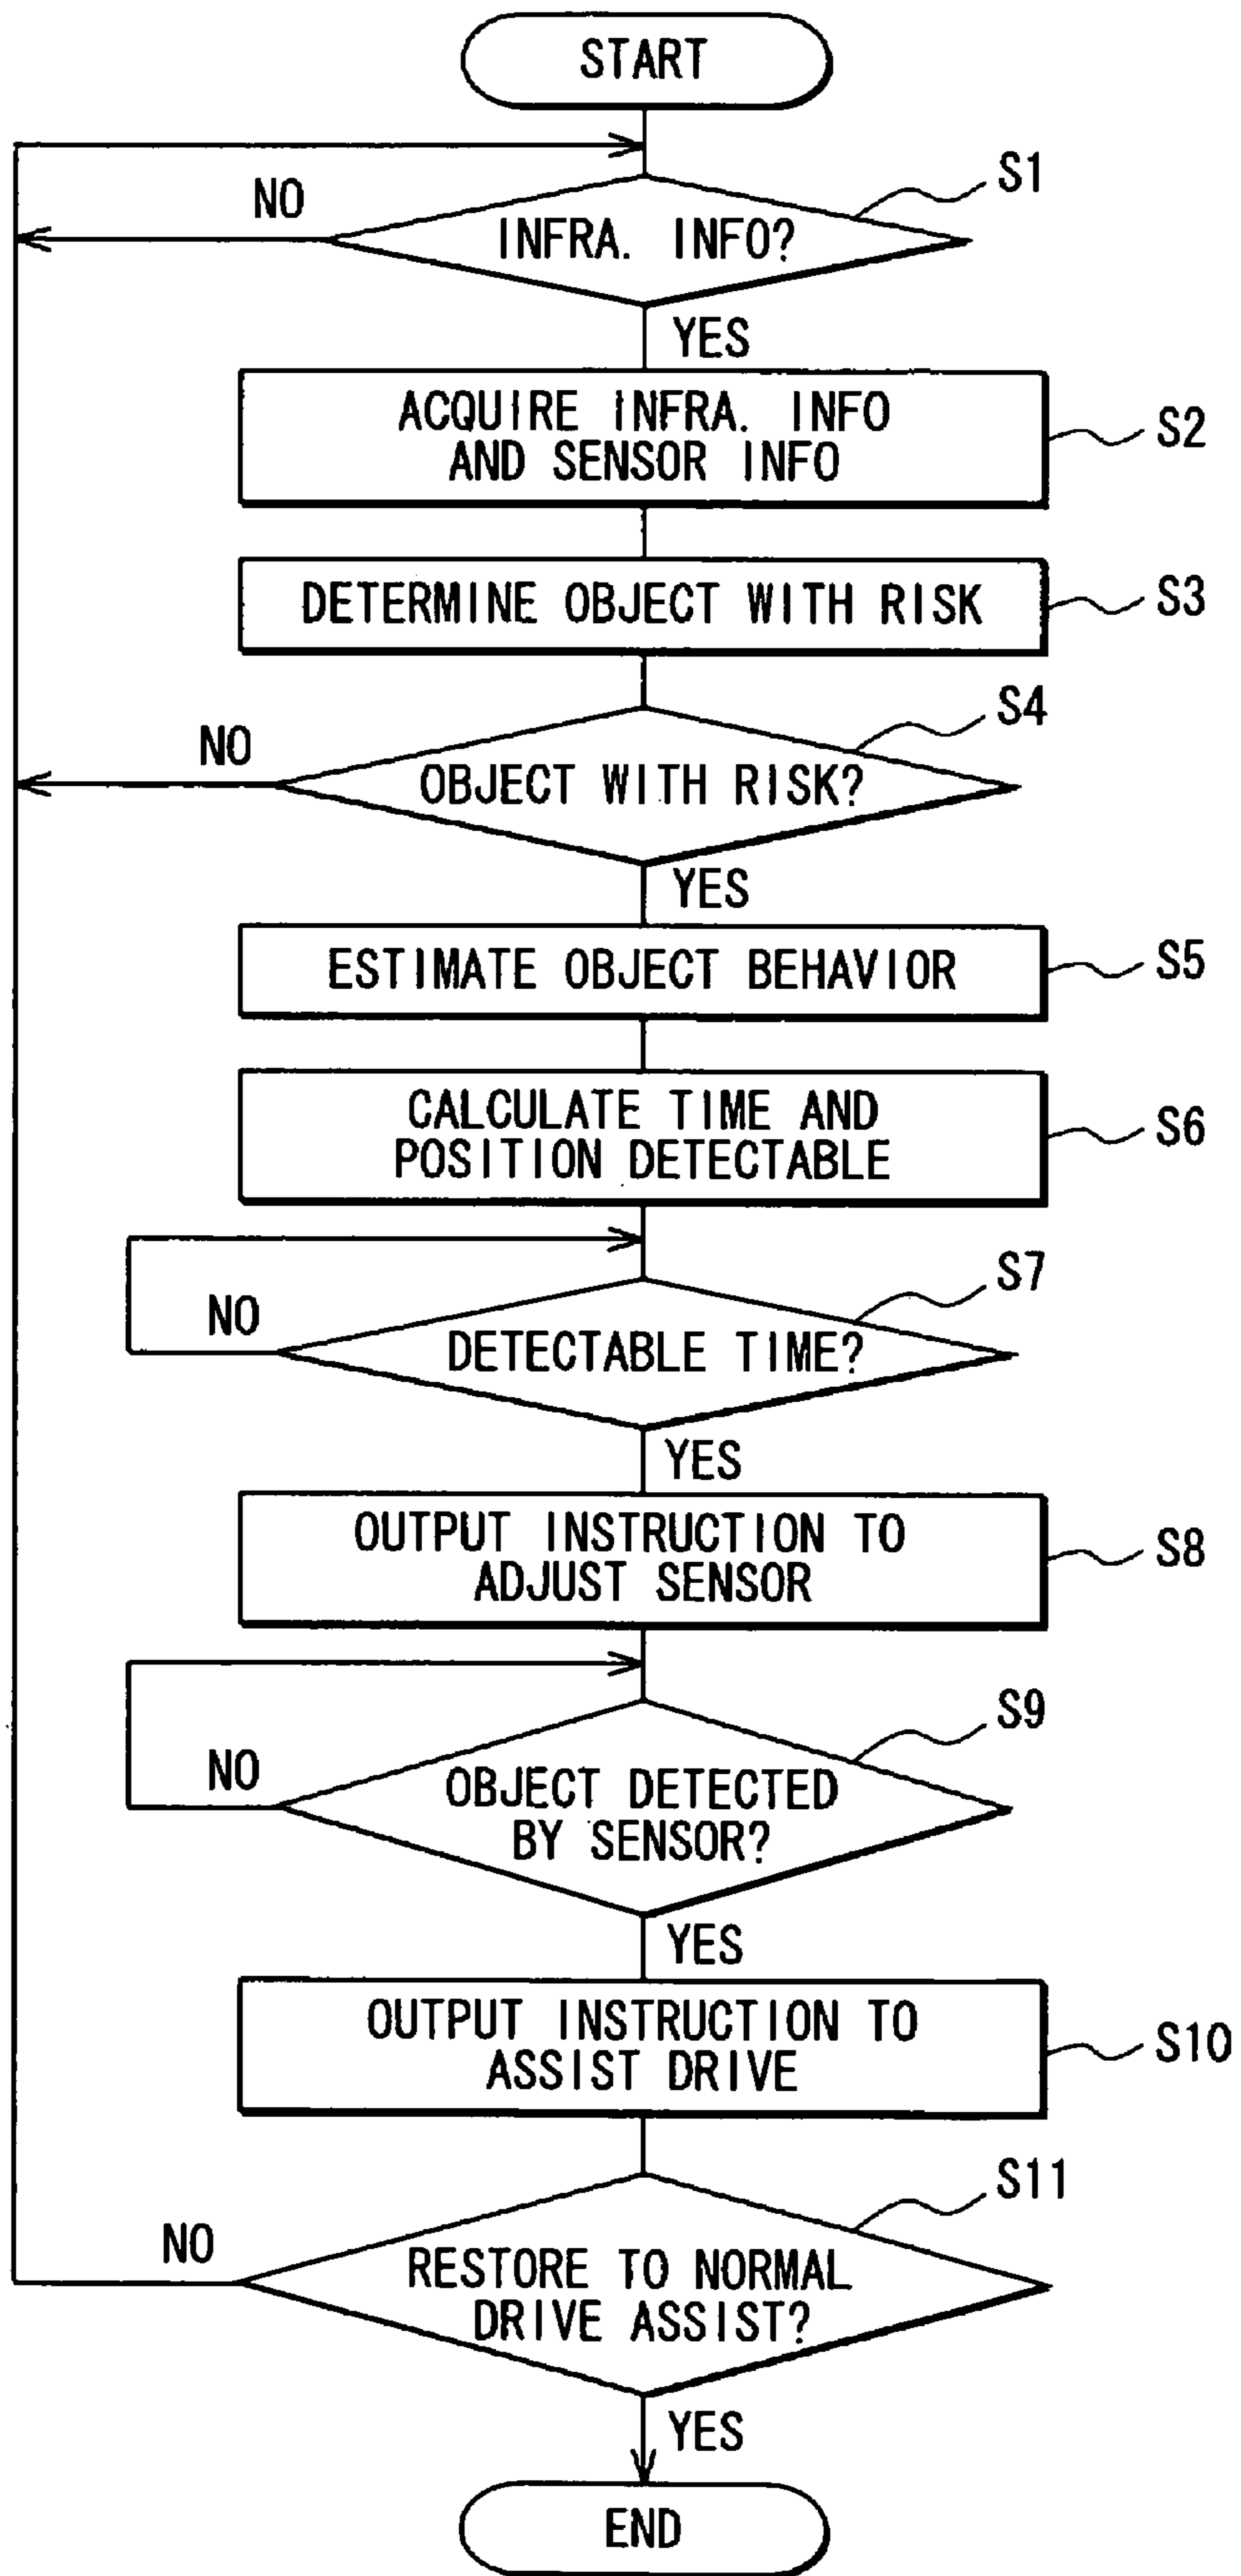 START
S1
NO
INFRA. INFO?
YES
ACQUIRE INFRA. INFO
AND SENSOR INFO
S2
DETERMINE OBJECT WITH RISK
S3
S4
NO
OBJECT WITH RISK?
YES
ESTIMATE OBJECT BEHAVIOR
S5
CALCULATE TIME AND
POSITION DETECTABLE
S6
S7
NO
DETECTABLE TIME?
YES
OUTPUT INSTRUCTION TO
ADJUST SENSOR
S8
S9
NO
OBJECT DETECTED
BY SENSOR?
YES
OUTPUT INSTRUCTION TO
ASSIST DRIVE
S10
S11
NO
RESTORE TO NORMAL
DRIVE ASSIST?
YES
END